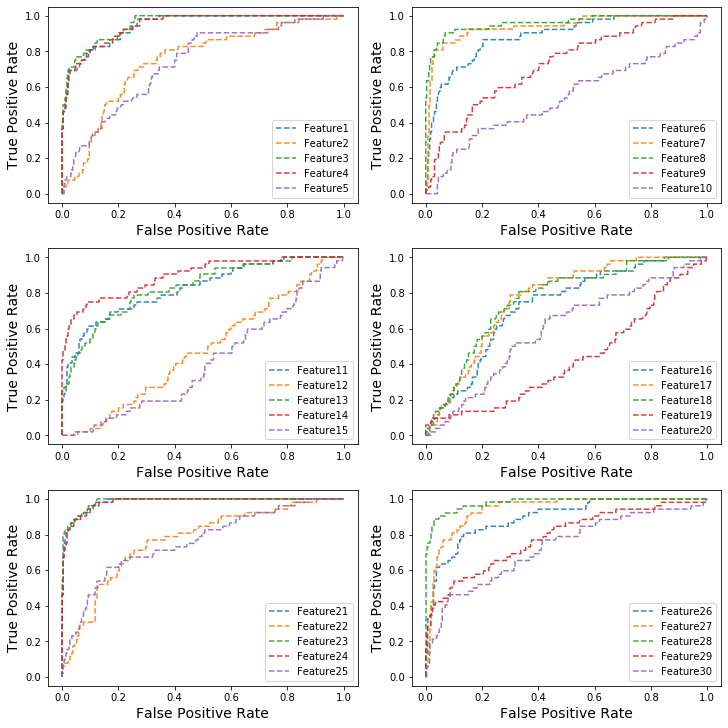 1.0
0.8
0.6
0.4
0.2
0.0
True Positive Rate
0.0 0.2 0.4 0.6 0.8 1.0
False Positive Rate
Feature1
Feature2
Feature3
Feature4
Feature5
1.0
0.8
0.6
0.4
0.2
0.0
True Positive Rate
0.0 0.2 0.4 0.6 0.8 1.0
False Positive Rate
Feature6
Feature7
Feature8
Feature9
Feature10
1.0
0.8
0.6
0.4
0.2
0.0
True Positive Rate
0.0 0.2 0.4 0.6 0.8 1.0
False Positive Rate
Feature11
Feature12
Feature13
Feature14
Feature15
1.0
0.8
0.6
0.4
0.2
0.0
True Positive Rate
0.0 0.2 0.4 0.6 0.8 1.0
False Positive Rate
Feature16
Feature17
Feature18
Feature19
Feature20
1.0
0.8
0.6
0.4
0.2
0.0
True Positive Rate
0.0 0.2 0.4 0.6 0.8 1.0
False Positive Rate
Feature21
Feature22
Feature23
Feature24
Feature25
1.0
0.8
0.6
0.4
0.2
0.0
True Positive Rate
0.0 0.2 0.4 0.6 0.8 1.0
False Positive Rate
Feature26
Feature27
Feature28
Feature29
Feature30